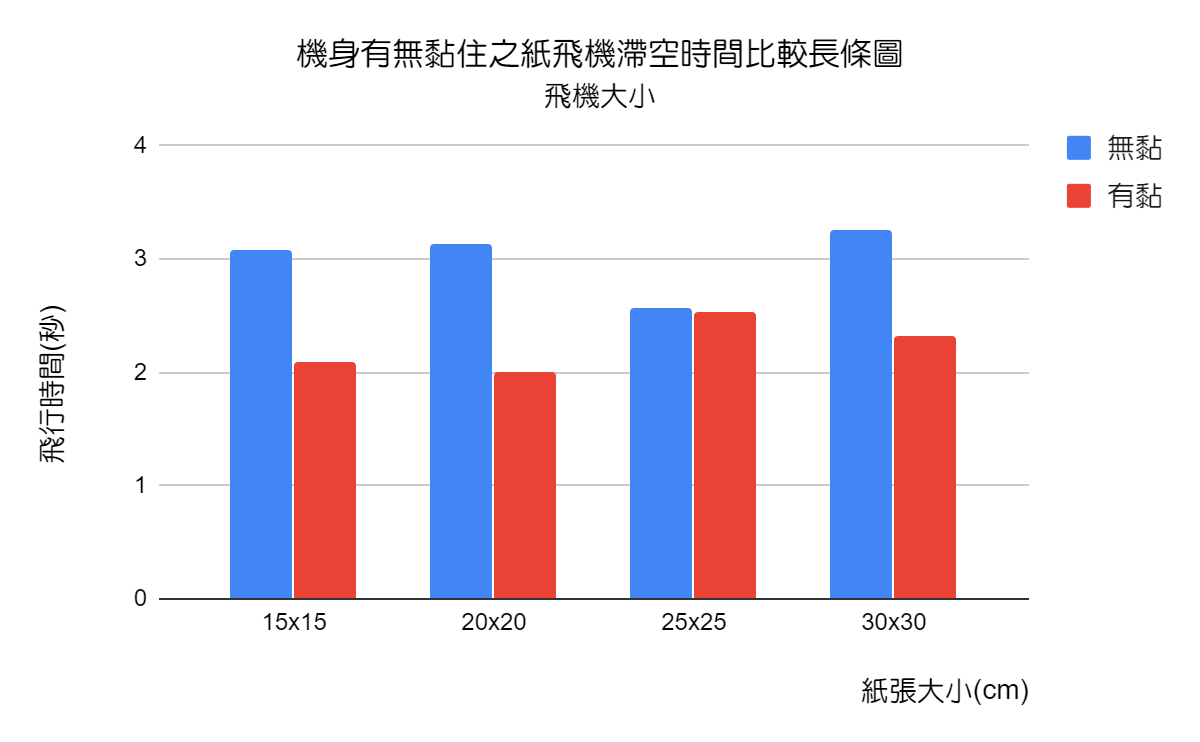 機身有無黏住之紙飛機滯空時間比較長條圖
飛機大小
無黏
有黏
飛行時間(秒)
4
3
2
1
0
15x15
20x20
25x25
30x30
紙張大小(cm)